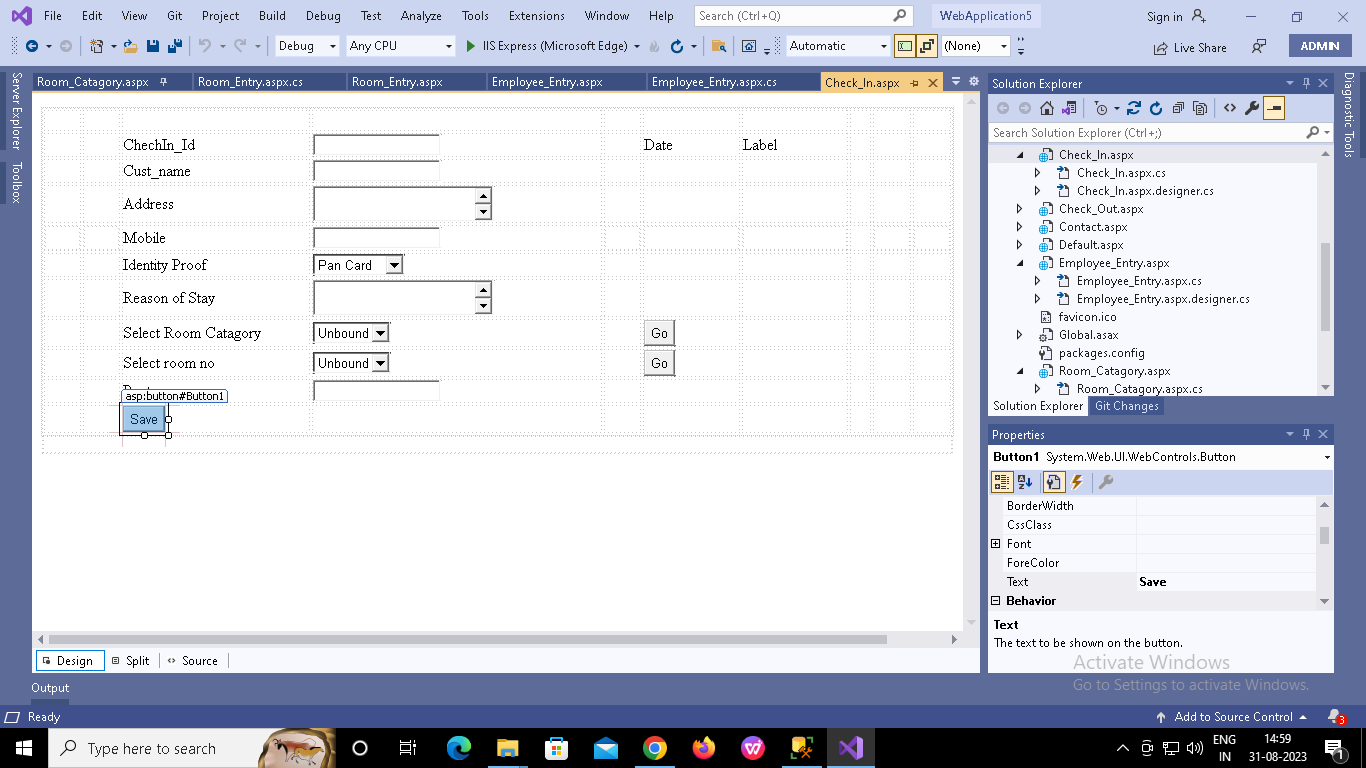 File Edit View Git Project Build Debug Test Analyze Tools Extensions Window Help Search (Ctrl+Q) WebApplication5 Sign in
Debug Any CPU IIS Express (Microsoft Edge) Automatic (None) Live Share ADMIN
Server Explorer
Toolbox
Room_Catagory.aspx Room_Entry.aspx.cs Room_Entry.aspx Employee_Entry.aspx Employee_Entry.aspx.cs Check_In.aspx
ChechIn_Id Date Label
Cust_name
Address
Mobile
Identity Proof Pan Card
Reason of Stay
Select Room Catagory Unbound Go
Select room no Unbound Go
asp:button#Button1
Save
Design Split Source
Output
Solution Explorer
Search Solution Explorer (Ctrl+;)
Check_In.aspx
Check_In.aspx.cs
Check_In.aspx.designer.cs
Check_Out.aspx
Contact.aspx
Default.aspx
Employee_Entry.aspx
Employee_Entry.aspx.cs
Employee_Entry.aspx.designer.cs
favicon.ico
Global.asax
packages.config
Room_Catagory.aspx
Room_Catagory.aspx.cs
Solution Explorer Git Changes
Properties
Button1 System.Web.UI.WebControls.Button
BorderWidth
CssClass
Font
ForeColor
Text Save
Behavior
Text
The text to be shown on the button.
Activate Windows
Go to Settings to activate Windows.
Diagnostic Tools
Ready Add to Source Control 3
Type here to search ENG 14:59
IN 31-08-2023 1